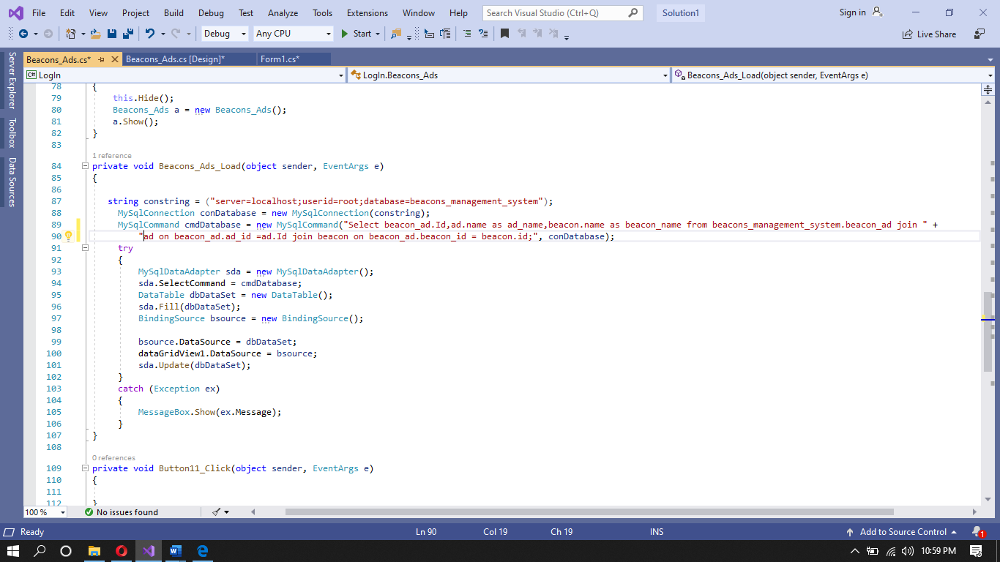 File Edit View Project Build Debug Test Analyze Tools Extensions Window Help Search Visual Studio (Ctrl+Q) Solution1 Sign in
Debug Any CPU Start Live Share
Server Explorer
Toolbox
Data Sources
Beacons_Ads.cs* Beacons_Ads.cs [Design]* Form1.cs*
C# LogIn LogIn.Beacons_Ads Beacons_Ads_Load(object sender, EventArgs e)
78 {
79 this.Hide();
80 Beacons_Ads a = new Beacons_Ads();
81 a.Show();
82 }
83
1 reference
84 private void Beacons_Ads_Load(object sender, EventArgs e)
85 {
86
87 string constring = ("server=localhost;userid=root;database=beacons_management_system");
88 MySqlConnection conDatabase = new MySqlConnection(constring);
89 MySqlCommand cmdDatabase = new MySqlCommand("Select beacon_ad.Id,ad.name as ad_name,beacon.name as beacon_name from beacons_management_system.beacon_ad join " +
90 "ad on beacon_ad.ad_id =ad.Id join beacon on beacon_ad.beacon_id = beacon.id;", conDatabase);
91 try
92 {
93 MySqlDataAdapter sda = new MySqlDataAdapter();
94 sda.SelectCommand = cmdDatabase;
95 DataTable dbDataSet = new DataTable();
96 sda.Fill(dbDataSet);
97 BindingSource bsource = new BindingSource();
98
99 bsource.DataSource = dbDataSet;
100 dataGridView1.DataSource = bsource;
101 sda.Update(dbDataSet);
102 }
103 catch (Exception ex)
104 {
105 MessageBox.Show(ex.Message);
106 }
107 }
108
0 references
109 private void Button11_Click(object sender, EventArgs e)
110 {
111
112 }
100 % No issues found
Ready Ln 90 Col 19 Ch 19 INS Add to Source Control 1
10:59 PM